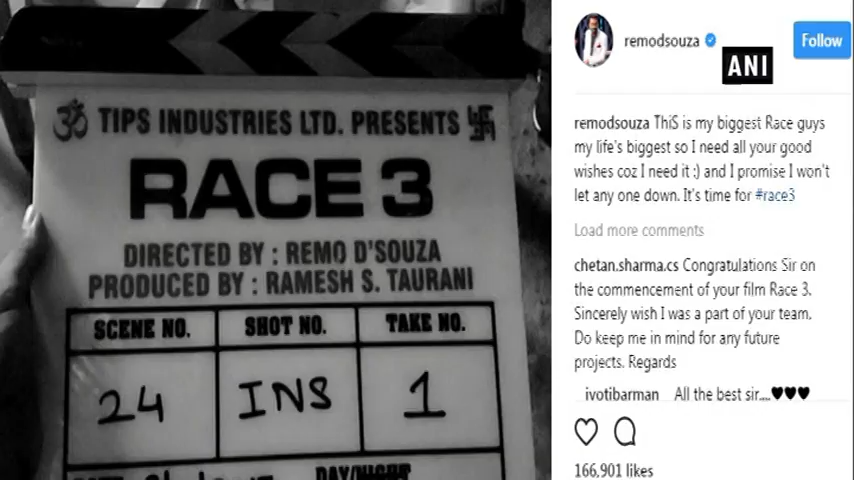 ॐ TIPS INDUSTRIES LTD. PRESENTS 卐
RACE 3
DIRECTED BY : REMO D'SOUZA
PRODUCED BY : RAMESH S. TAURANI
SCENE NO. SHOT NO. TAKE NO.
24 INS 1
DAY/NIGHT
remodsouza
Follow
ANI
remodsouza ThiS is my biggest Race guys
my life's biggest so I need all your good
wishes coz I need it :) and I promise I won't
let any one down. It's time for #race3
Load more comments
chetan.sharma.cs Congratulations Sir on
the commencement of your film Race 3.
Sincerely wish I was a part of your team.
Do keep me in mind for any future
projects. Regards
jyotibarman All the best sir....♥♥♥
166,901 likes